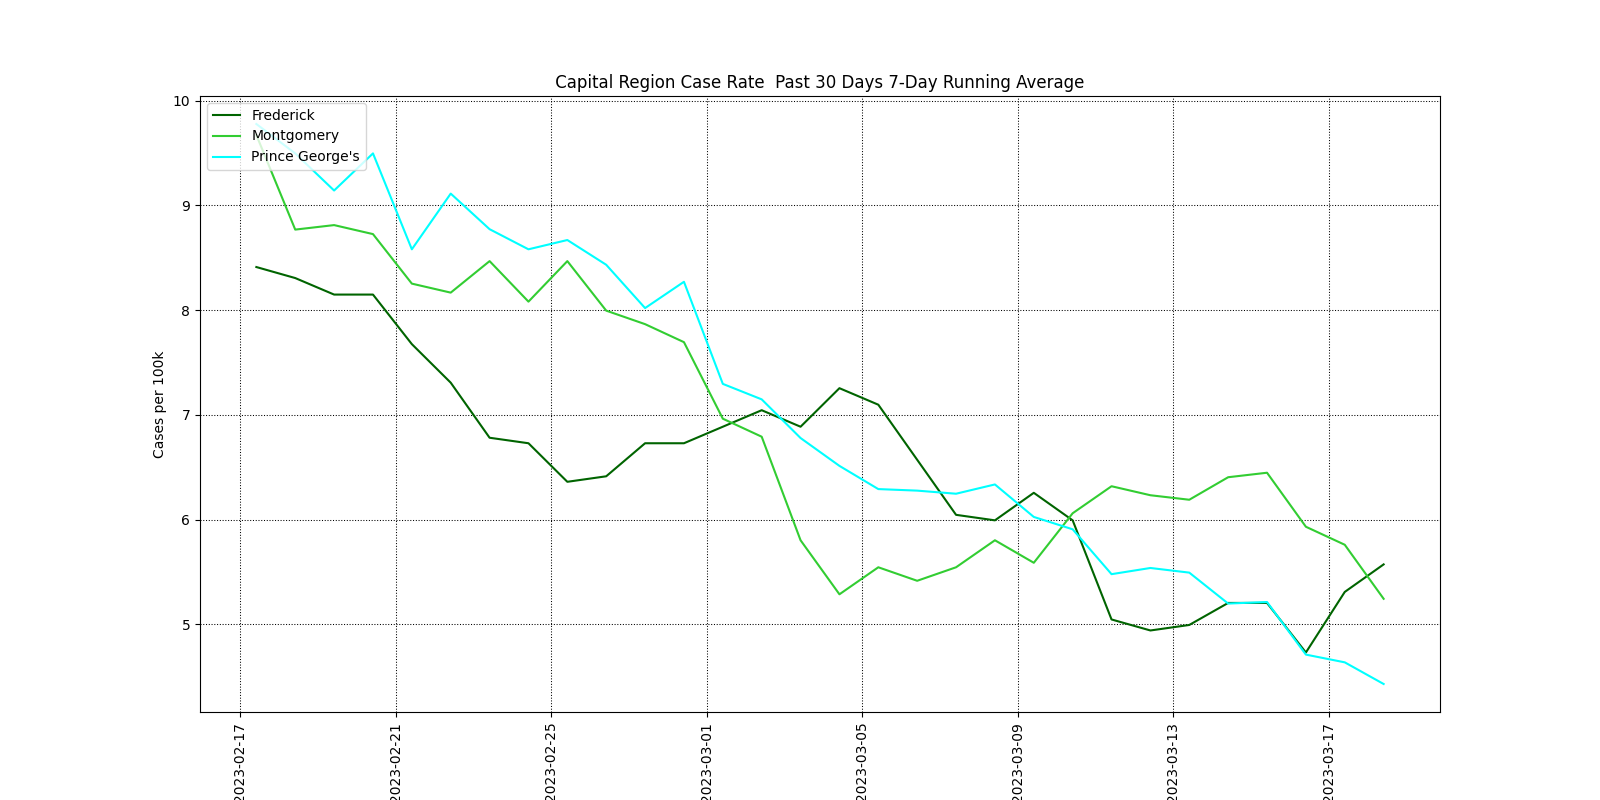 Capital Region Case Rate  Past 30 Days 7-Day Running Average
Frederick
Montgomery
Prince George's
Cases per 100k
10
9
8
7
6
5
2023-02-17
2023-02-21
2023-02-25
2023-03-01
2023-03-05
2023-03-09
2023-03-13
2023-03-17